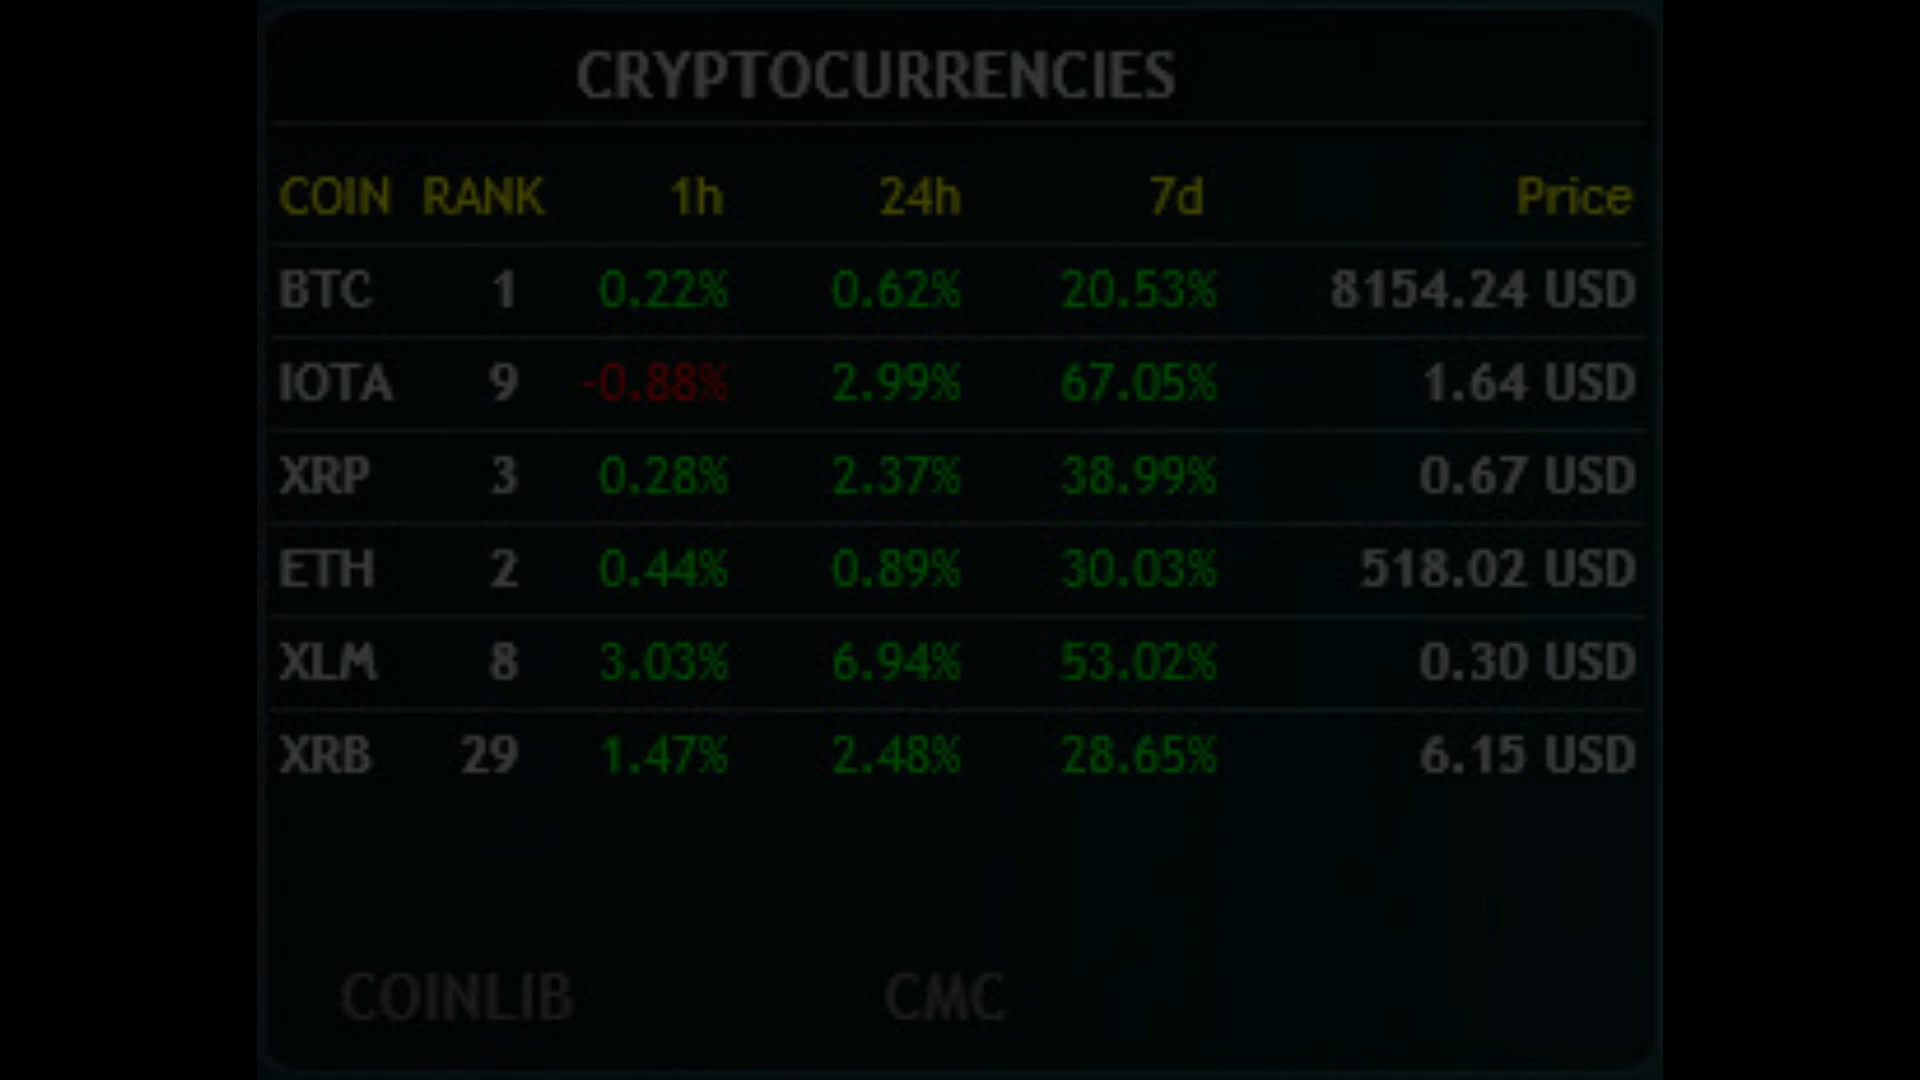 CRYPTOCURRENCIES
COIN RANK 1h 24h 7d Price
BTC 1 0.22% 0.62% 20.53% 8154.24 USD
IOTA 9 -0.88% 2.99% 67.05% 1.64 USD
XRP 3 0.28% 2.37% 38.99% 0.67 USD
ETH 2 0.44% 0.89% 30.03% 518.02 USD
XLM 8 3.03% 6.94% 53.02% 0.30 USD
XRB 29 1.47% 2.48% 28.65% 6.15 USD
COINLIB CMC